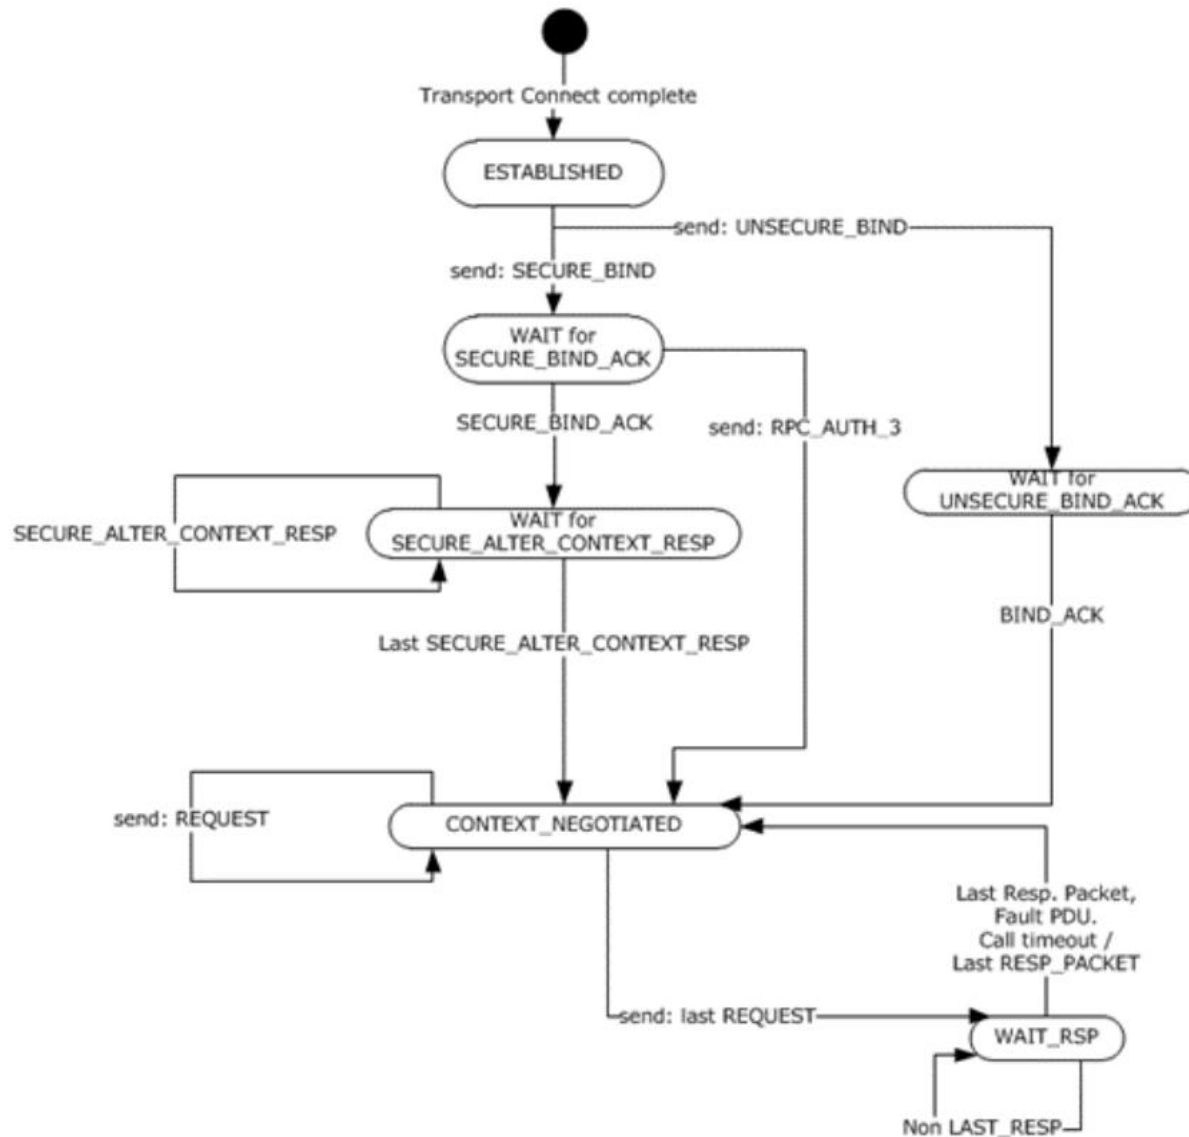 Transport Connect complete
ESTABLISHED
send: UNSECURE_BIND
send: SECURE_BIND
WAIT for
SECURE_BIND_ACK
SECURE_BIND_ACK
send: RPC_AUTH_3
WAIT for
UNSECURE_BIND_ACK
WAIT for
SECURE_ALTER_CONTEXT_RESP
SECURE_ALTER_CONTEXT_RESP
BIND_ACK
Last SECURE_ALTER_CONTEXT_RESP
send: REQUEST
CONTEXT_NEGOTIATED
Last Resp. Packet,
Fault PDU.
Call timeout /
Last RESP_PACKET
send: last REQUEST
WAIT_RSP
Non LAST_RESP